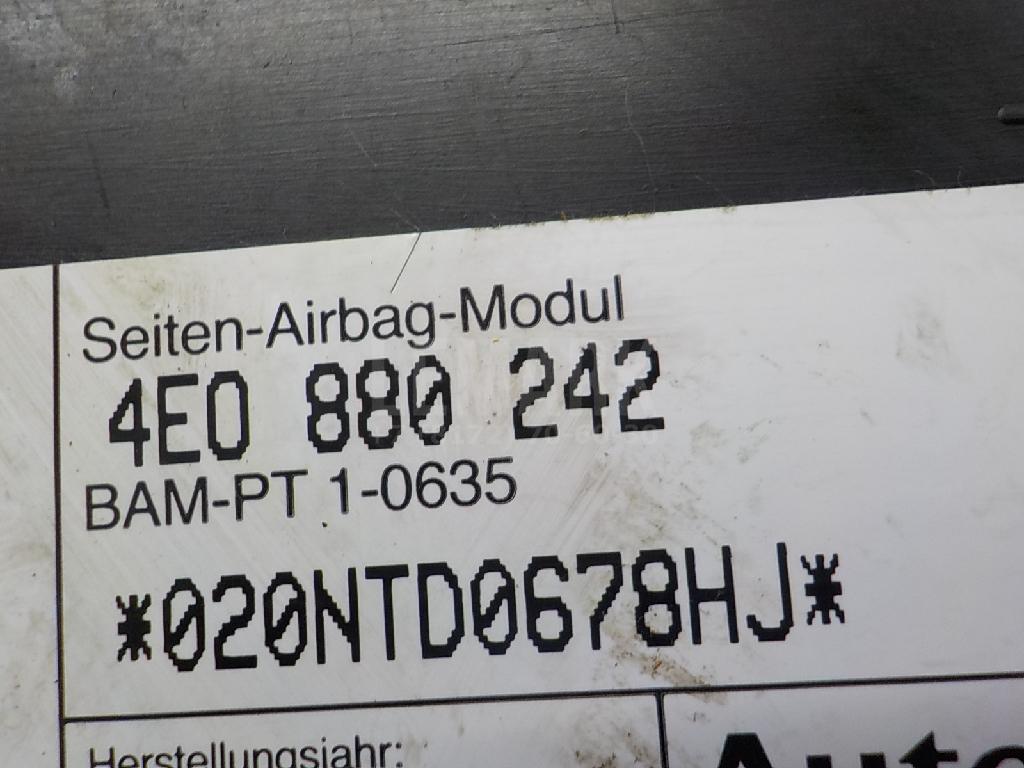 Seiten-Airbag-Modul
4E0 880 242
BAM-PT 1-0635
*020NTD0678HJ*
Herstellungsjahr: